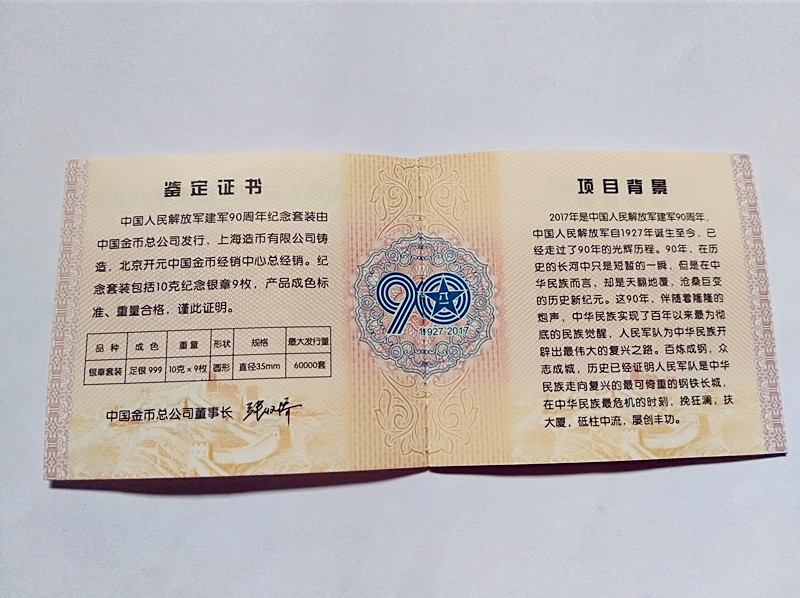 鉴定证书
中国人民解放军建军90周年纪念套装由
中国金币总公司发行，上海造币有限公司铸
造，北京开元中国金币经销中心总经销。纪
念套装包括10克纪念银章9枚，产品成色标
准、重量合格，谨此证明。
品种 成色 重量 形状 规格 最大发行量
银章套装 足银999 10克×9枚 圆形 直径35mm 60000套
中国金币总公司董事长
90
八一
1927-2017
项目背景
2017年是中国人民解放军建军90周年，
中国人民解放军自1927年诞生至今，已
经走过了90年的光辉历程。90年，在历
史的长河中只是短暂的一瞬，但是在中
华民族而言，却是天翻地覆，沧桑巨变
的历史新纪元。这90年，伴随着隆隆的
炮声，中华民族实现了百年以来最为彻
底的民族觉醒，人民军队为中华民族开
辟出最伟大的复兴之路。百炼成钢，众
志成城，历史已经证明人民军队是中华
民族走向复兴的最可倚重的钢铁长城，
在中华民族最危机的时刻，挽狂澜，扶
大厦，砥柱中流，屡创丰功。